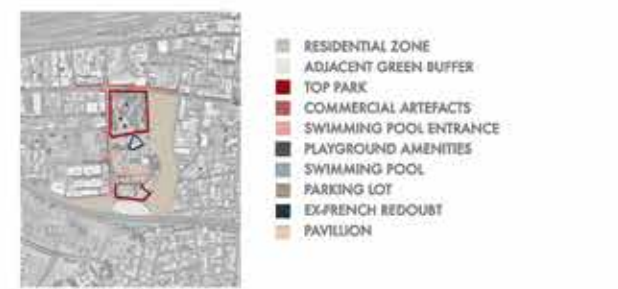 RESIDENTIAL ZONE
ADJACENT GREEN BUFFER
TOP PARK
COMMERCIAL ARTEFACTS
SWIMMING POOL ENTRANCE
PLAYGROUND AMENITIES
SWIMMING POOL
PARKING LOT
EX-FRENCH REDOUBT
PAVILLION